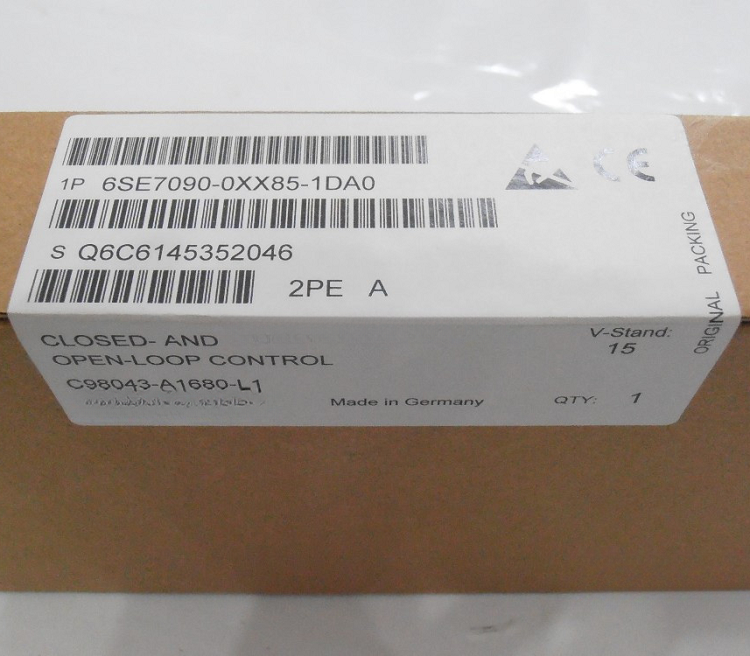 1P 6SE7090-0XX85-1DA0
S Q6C6145352046
2PE A
CLOSED- AND
OPEN-LOOP CONTROL
C98043-A1680-L1
Made in Germany
V-Stand:
15
QTY: 1
ORIGINAL PACKING
CE